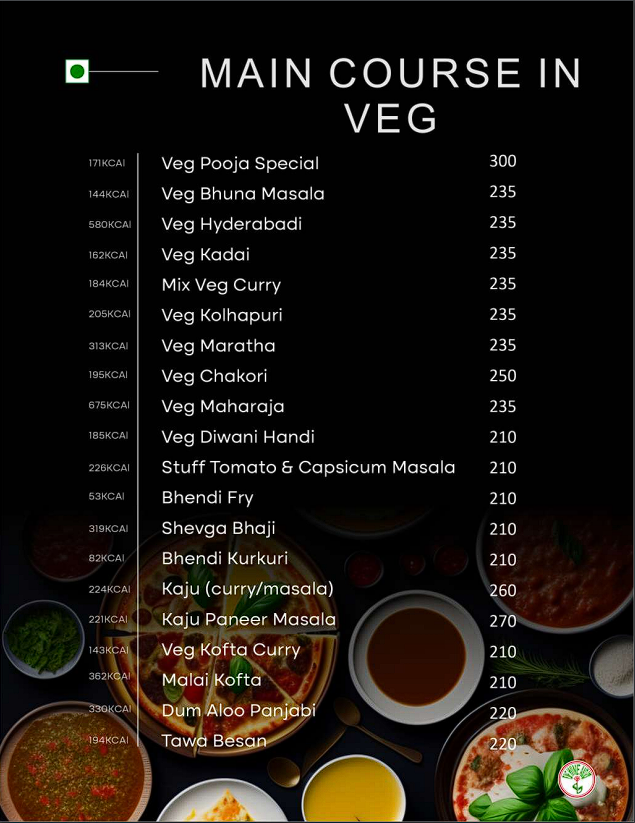 MAIN COURSE IN
VEG
171KCAl Veg Pooja Special 300
144KCAl Veg Bhuna Masala 235
580KCAl Veg Hyderabadi 235
162KCAl Veg Kadai 235
184KCAl Mix Veg Curry 235
205KCAl Veg Kolhapuri 235
313KCAl Veg Maratha 235
195KCAl Veg Chakori 250
675KCAl Veg Maharaja 235
185KCAl Veg Diwani Handi 210
226KCAl Stuff Tomato & Capsicum Masala 210
53KCAl Bhendi Fry 210
319KCAl Shevga Bhaji 210
82KCAl Bhendi Kurkuri 210
224KCAl Kaju (curry/masala) 260
221KCAl Kaju Paneer Masala 270
143KCAl Veg Kofta Curry 210
362KCAl Malai Kofta 210
330KCAl Dum Aloo Panjabi 220
194KCAl Tawa Besan 220